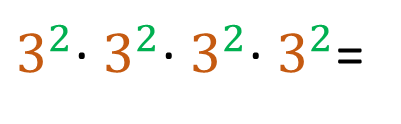 3² · 3² · 3² · 3² =